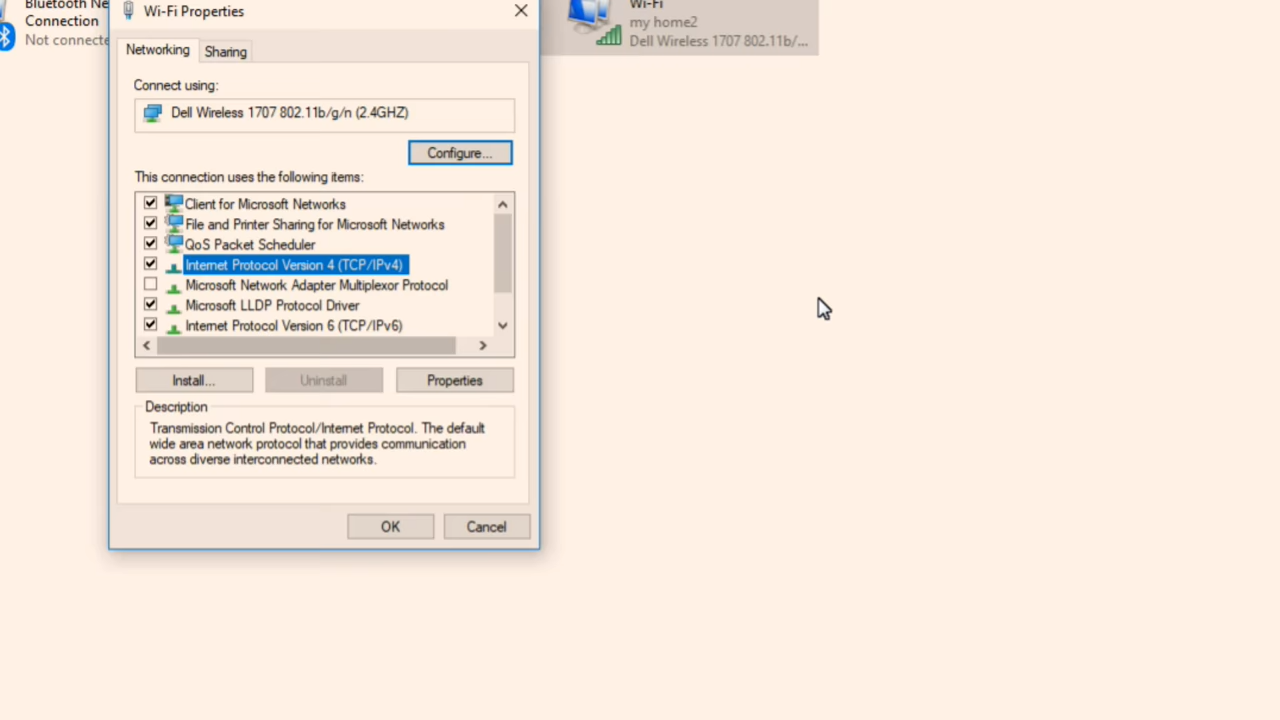 Bluetooth Ne
Connection
Not connecte
Wi-Fi Properties
Wi-Fi
my home2
Dell Wireless 1707 802.11b/...
Networking
Sharing
Connect using:
Dell Wireless 1707 802.11b/g/n (2.4GHZ)
Configure...
This connection uses the following items:
Client for Microsoft Networks
File and Printer Sharing for Microsoft Networks
QoS Packet Scheduler
Internet Protocol Version 4 (TCP/IPv4)
Microsoft Network Adapter Multiplexor Protocol
Microsoft LLDP Protocol Driver
Internet Protocol Version 6 (TCP/IPv6)
Install...
Uninstall
Properties
Description
Transmission Control Protocol/Internet Protocol. The default
wide area network protocol that provides communication
across diverse interconnected networks.
OK
Cancel